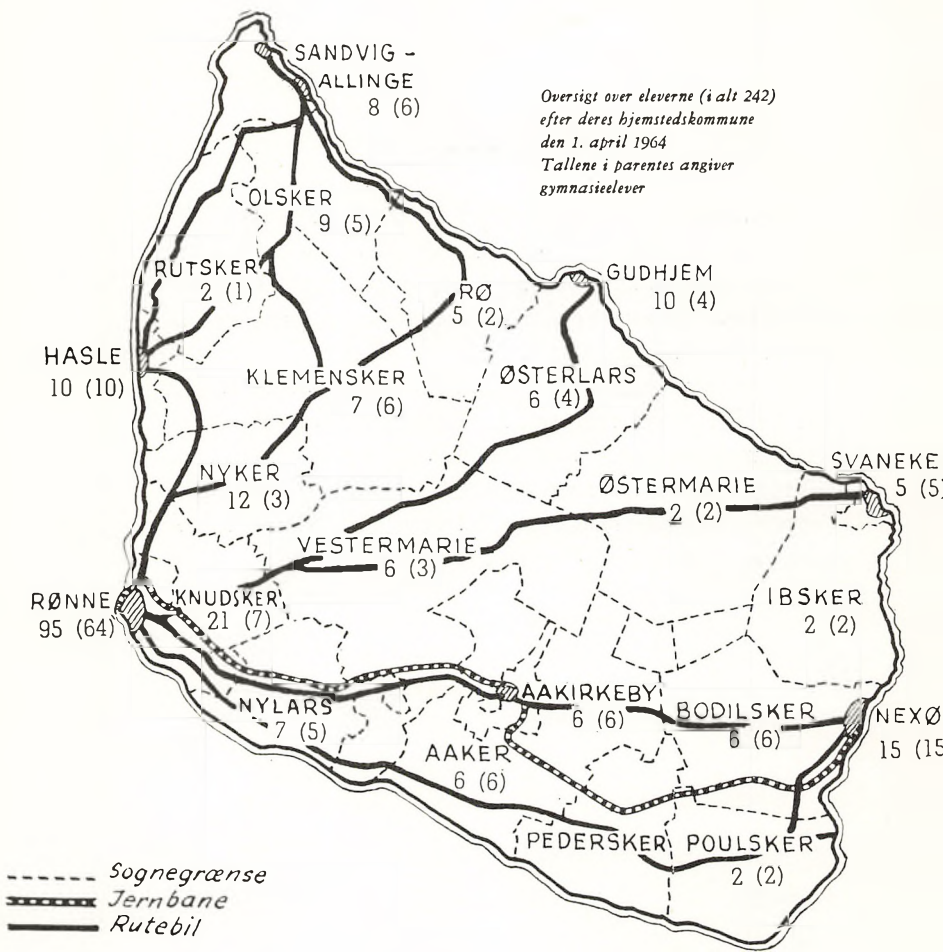 SANDVIG -
ALLINGE
8 (6)
Oversigt over eleverne (i alt 242)
efter deres hjemstedskommune
den 1. april 1964
Tallene i parentes angiver
gymnasieelever
OLSKER
9 (5)
RUTSKER
2 (1)
RØ
5 (2)
GUDHJEM
10 (4)
HASLE
10 (10)
KLEMENSKER
7 (6)
ØSTERLARS
6 (4)
NYKER
12 (3)
ØSTERMARIE
2 (2)
SVANEKE
5 (5)
VESTERMARIE
6 (3)
RØNNE
95 (64)
KNUDSKER
21 (7)
IBSKER
2 (2)
NYLARS
7 (5)
AAKIRKEBY
6 (6)
BODILSKER
6 (6)
NEXØ
15 (15
AAKER
6 (6)
PEDERSKER
POULSKER
2 (2)
Sognegrænse
Jernbane
Rutebil